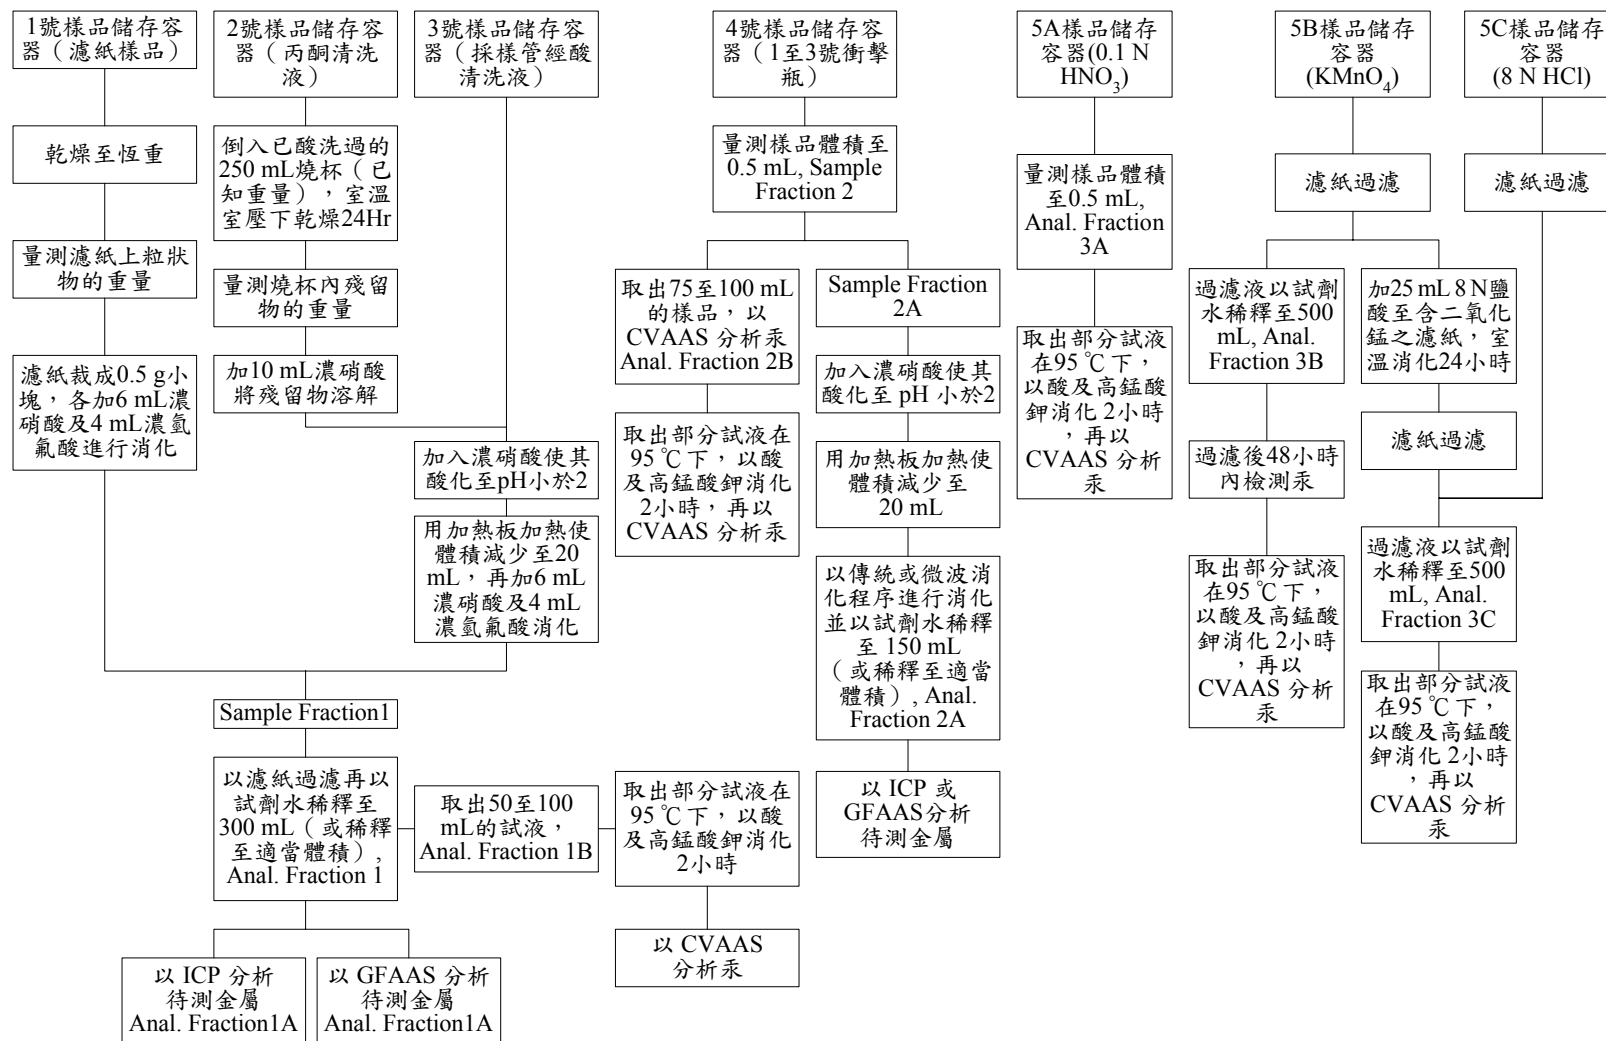 1號樣品儲存容
器（濾紙樣品）
2號樣品儲存容
器（丙酮清洗
液）
3號樣品儲存容
器（採樣管經酸
清洗液）
4號樣品儲存容
器（1至3號衝擊
瓶）
5A樣品儲存
容器(0.1 N
HNO3)
5B樣品儲存
容器
(KMnO4)
5C樣品儲存
容器
(8 N HCl)
乾燥至恆重
倒入已酸洗過的
250 mL燒杯（已
知重量），室溫
室壓下乾燥24Hr
量測樣品體積至
0.5 mL, Sample
Fraction 2
量測樣品體積
至0.5 mL,
Anal. Fraction
3A
濾紙過濾
濾紙過濾
量測濾紙上粒狀
物的重量
量測燒杯內殘留
物的重量
取出75至100 mL
的樣品，以
CVAAS 分析汞
Anal. Fraction 2B
Sample Fraction
2A
取出部分試液
在95 ℃下，
以酸及高錳酸
鉀消化 2小時
，再以
CVAAS 分析
汞
過濾液以試劑
水稀釋至500
mL, Anal.
Fraction 3B
加25 mL 8 N鹽
酸至含二氧化
錳之濾紙，室
溫消化24小時
濾紙裁成0.5 g小
塊，各加6 mL濃
硝酸及4 mL濃氫
氟酸進行消化
加10 mL濃硝酸
將殘留物溶解
加入濃硝酸使其
酸化至 pH 小於2
加入濃硝酸使其
酸化至pH小於2
取出部分試液在
95℃下，以酸
及高錳酸鉀消化
2小時，再以
CVAAS 分析汞
用加熱板加熱使
體積減少至
20 mL
過濾後48小時
內檢測汞
濾紙過濾
用加熱板加熱使
體積減少至20
mL，再加6 mL
濃硝酸及4 mL
濃氫氟酸消化
以傳統或微波消
化程序進行消化
並以試劑水稀釋
至 150 mL
（或稀釋至適當
體積）, Anal.
Fraction 2A
取出部分試液
在95 ℃下，
以酸及高錳酸
鉀消化 2小時
，再以
CVAAS 分析
汞
過濾液以試劑
水稀釋至500
mL, Anal.
Fraction 3C
Sample Fraction1
取出部分試液
在95 ℃下，
以酸及高錳酸
鉀消化 2小時
，再以
CVAAS 分析
汞
以濾紙過濾再以
試劑水稀釋至
300 mL（或稀釋
至適當體積）,
Anal. Fraction 1
取出50至100
mL的試液，
Anal. Fraction 1B
取出部分試液在
95℃下，以酸
及高錳酸鉀消化
2小時
以 ICP 或
GFAAS分析
待測金屬
以 CVAAS
分析汞
以 ICP 分析
待測金屬
Anal. Fraction1A
以 GFAAS 分析
待測金屬
Anal. Fraction1A